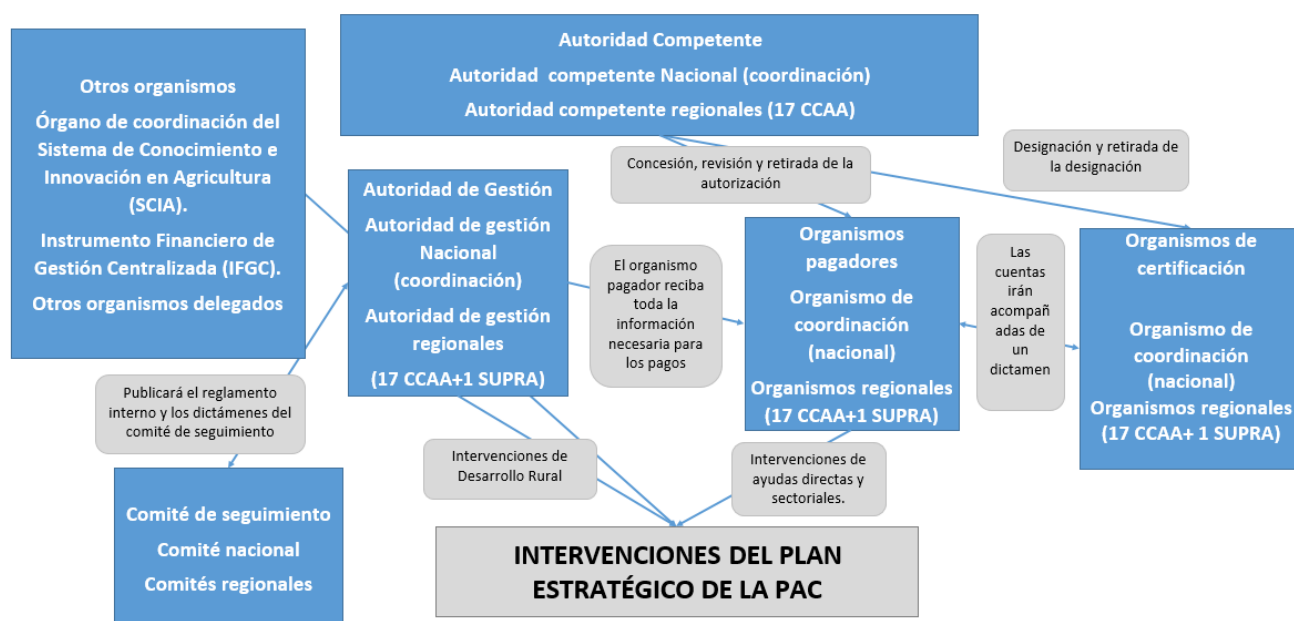 Autoridad Competente
Autoridad competente Nacional (coordinación)
Autoridad competente regionales (17 CCAA)
Otros organismos
Órgano de coordinación del
Sistema de Conocimiento e
Innovación en Agricultura
(SCIA).
Instrumento Financiero de
Gestión Centralizada (IFGC).
Otros organismos delegados
Concesión, revisión y retirada de la
autorización
Designación y retirada de
la designación
Autoridad de Gestión
Autoridad de gestión
Nacional
(coordinación)
Autoridad de gestión
regionales
(17 CCAA+1 SUPRA)
El organismo
pagador reciba
toda la
información
necesaria para
los pagos
Organismos
pagadores
Organismo de
coordinación
(nacional)
Organismos regionales
(17 CCAA+1 SUPRA)
Las
cuentas
irán
acompañ
adas de
un
dictamen
Organismos de
certificación
Organismo de
coordinación
(nacional)
Organismos regionales
(17 CCAA+ 1 SUPRA)
Publicará el reglamento
interno y los dictámenes del
comité de seguimiento
Intervenciones de
Desarrollo Rural
Intervenciones de
ayudas directas y
sectoriales.
Comité de seguimiento
Comité nacional
Comités regionales
INTERVENCIONES DEL PLAN
ESTRATÉGICO DE LA PAC